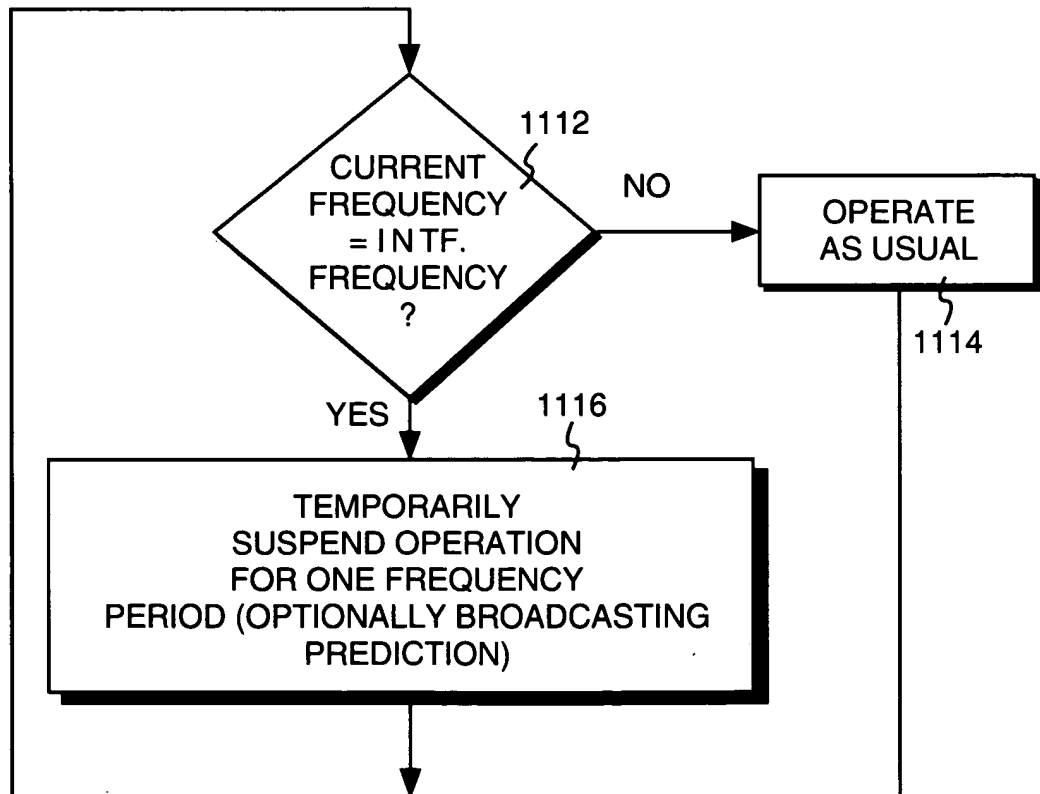 1112
CURRENT
FREQUENCY
= INTF.
FREQUENCY
?
NO
OPERATE
AS USUAL
1114
YES
1116
TEMPORARILY
SUSPEND OPERATION
FOR ONE FREQUENCY
PERIOD (OPTIONALLY BROADCASTING
PREDICTION)